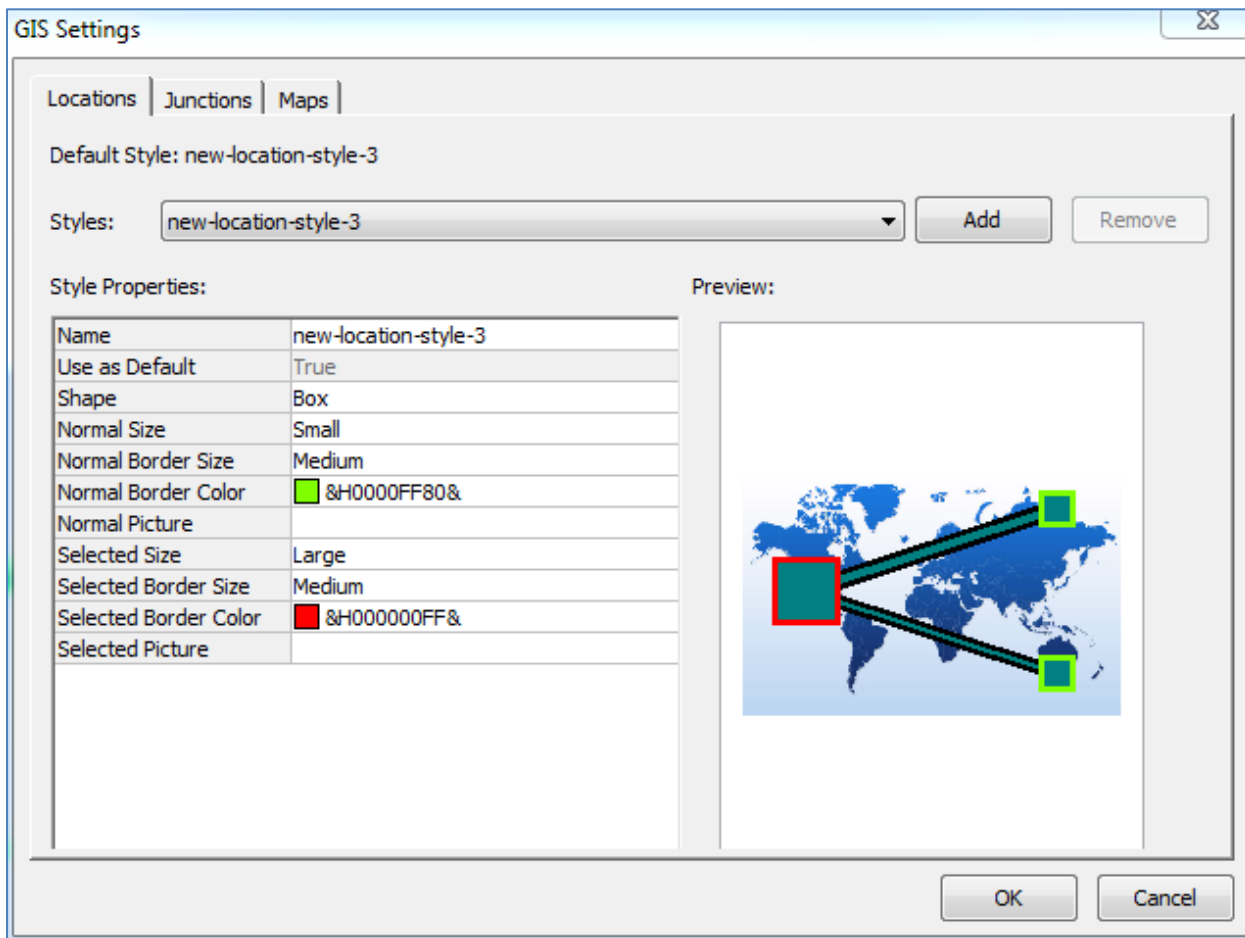 GIS Settings
Locations Junctions Maps
Default Style: new-location-style-3
Styles: new-location-style-3 Add Remove
Style Properties: Preview:
Name new-location-style-3
Use as Default True
Shape Box
Normal Size Small
Normal Border Size Medium
Normal Border Color &H0000FF80&
Normal Picture
Selected Size Large
Selected Border Size Medium
Selected Border Color &H000000FF&
Selected Picture
OK Cancel